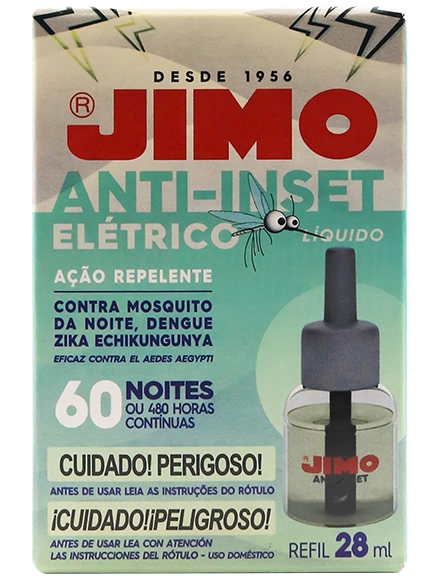 DESDE 1956
® JIMO
ANTI-INSET
ELÉTRICO LÍQUIDO
AÇÃO REPELENTE
CONTRA MOSQUITO
DA NOITE, DENGUE
ZIKA ECHIKUNGUNYA
EFICAZ CONTRA EL AEDES AEGYPTI
60 NOITES
OU 480 HORAS
CONTÍNUAS
CUIDADO! PERIGOSO!
ANTES DE USAR LEIA AS INSTRUÇÕES DO RÓTULO
¡CUIDADO!¡PELIGROSO!
ANTES DE USAR LEA CON ATENCIÓN
LAS INSTRUCCIONES DEL RÓTULO - USO DOMÉSTICO
JIMO
ANTI-INSET
REFIL 28 ml